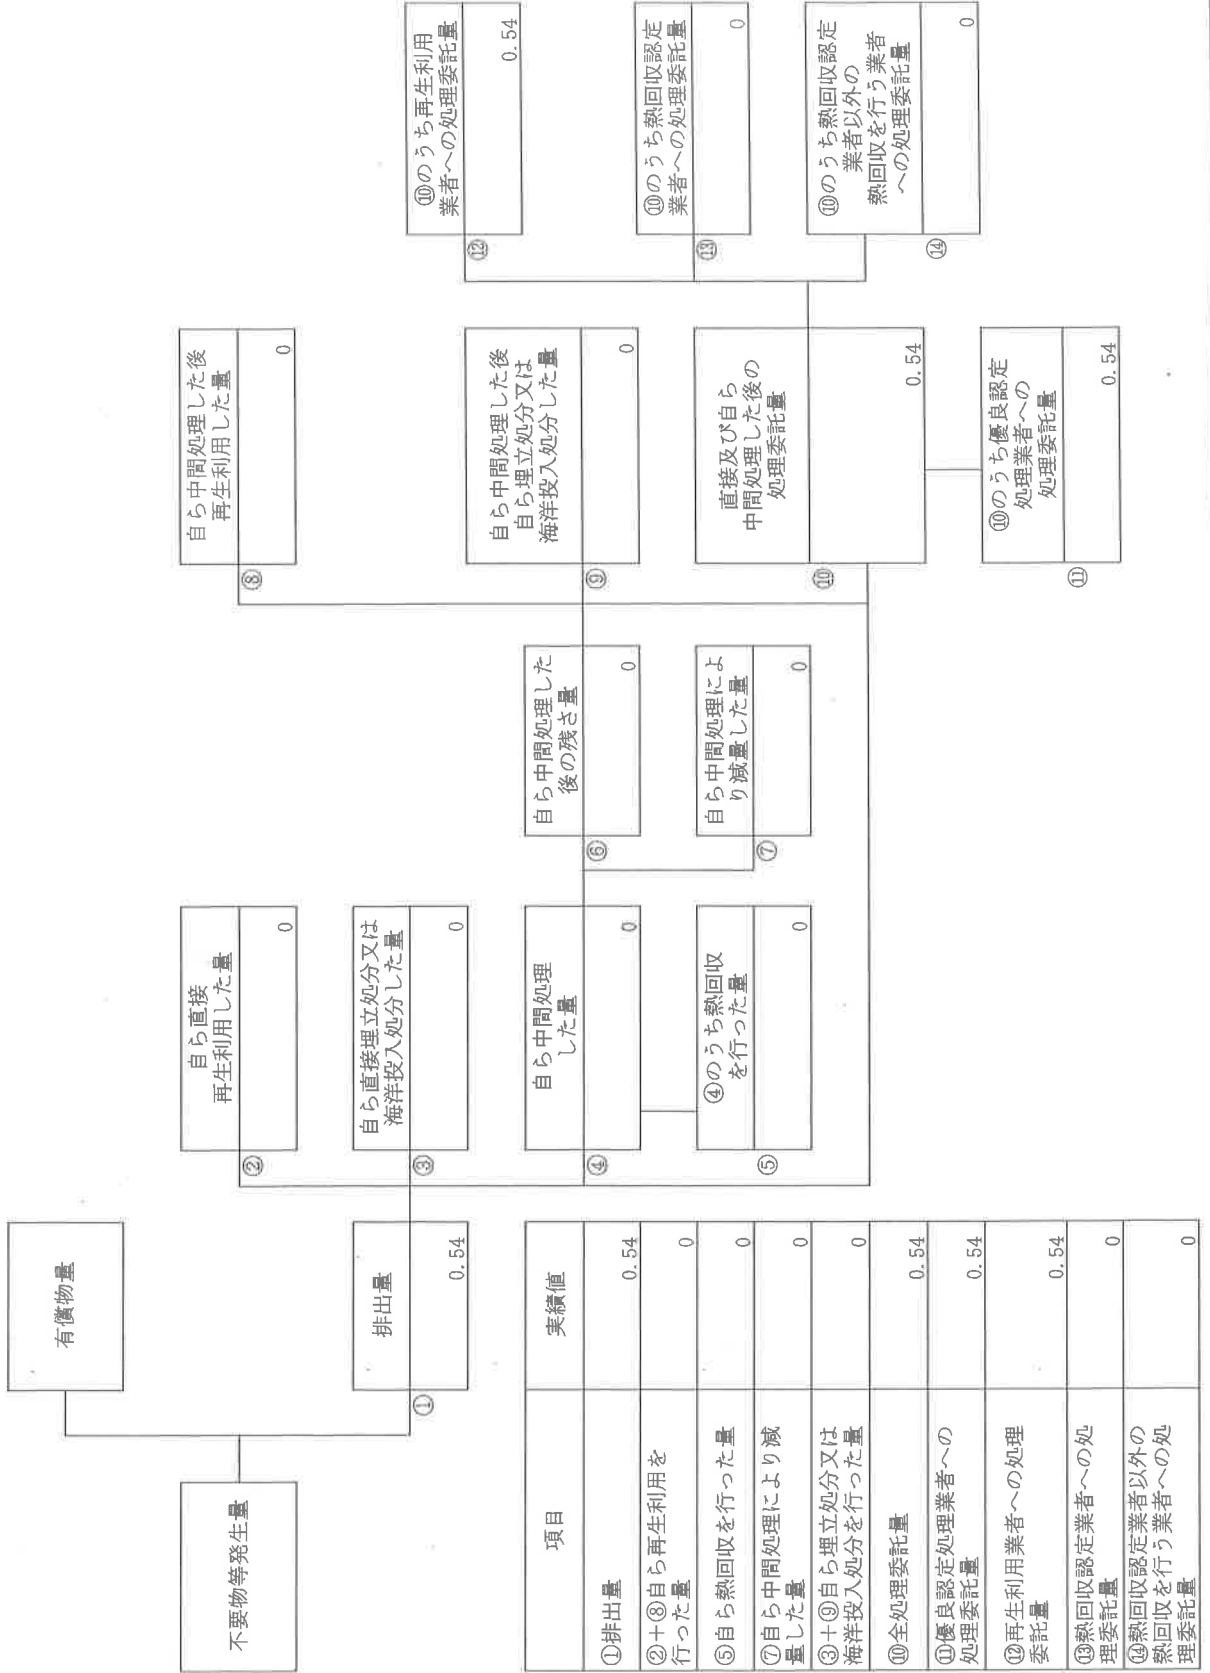 不要物等発生量
有償物量
①
排出量
0.54
②
自ら直接
再生利用した量
0
③
自ら直接埋立処分又は
海洋投入処分した量
0
④
自ら中間処理
した量
0
⑤
④のうち熱回収
を行った量
0
⑥
自ら中間処理した
後の残さ量
0
⑦
自ら中間処理によ
り減量した量
0
⑧
自ら中間処理した後
再生利用した量
0
⑨
自ら中間処理した後
自ら埋立処分又は
海洋投入処分した量
0
⑩
直接及び自ら
中間処理した後の
処理委託量
0.54
⑪
⑩のうち優良認定
処理業者への
処理委託量
0.54
⑫
⑩のうち再生利用
業者への処理委託量
0.54
⑬
⑩のうち熱回収認定
業者への処理委託量
0
⑭
⑩のうち熱回収認定
業者以外の
熱回収を行う業者
への処理委託量
0
項目
実績値
①排出量
0.54
②+⑧自ら再生利用を
行った量
0
⑤自ら熱回収を行った量
0
⑦自ら中間処理により減
量した量
0
③+⑨自ら埋立処分又は
海洋投入処分を行った量
0
⑩全処理委託量
0.54
⑪優良認定処理業者への
処理委託量
0.54
⑫再生利用業者への処理
委託量
0.54
⑬熱回収認定業者への処
理委託量
0
⑭熱回収認定業者以外の
熱回収を行う業者への処
理委託量
0